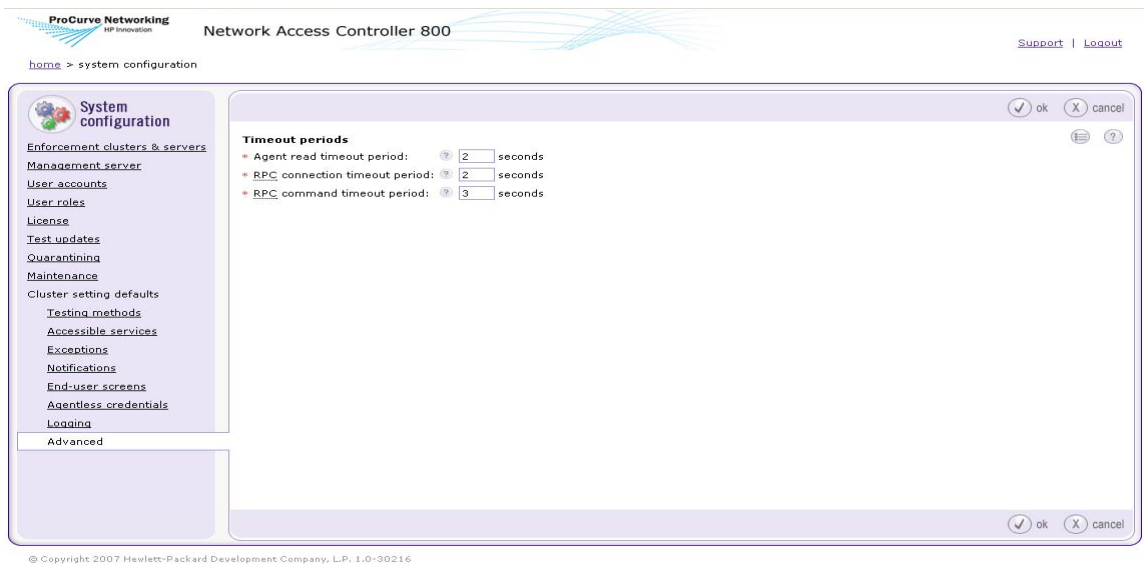 ProCurve Networking
HP Innovation
Network Access Controller 800
Support | Logout
home > system configuration
System configuration
ok cancel
Enforcement clusters & servers
Management server
User accounts
User roles
License
Test updates
Quarantining
Maintenance
Cluster setting defaults
Testing methods
Accessible services
Exceptions
Notifications
End-user screens
Agentless credentials
Logging
Advanced
Timeout periods
* Agent read timeout period: ? 2 seconds
* RPC connection timeout period: ? 2 seconds
* RPC command timeout period: ? 3 seconds
?
ok cancel
© Copyright 2007 Hewlett-Packard Development Company, L.P. 1.0-30216